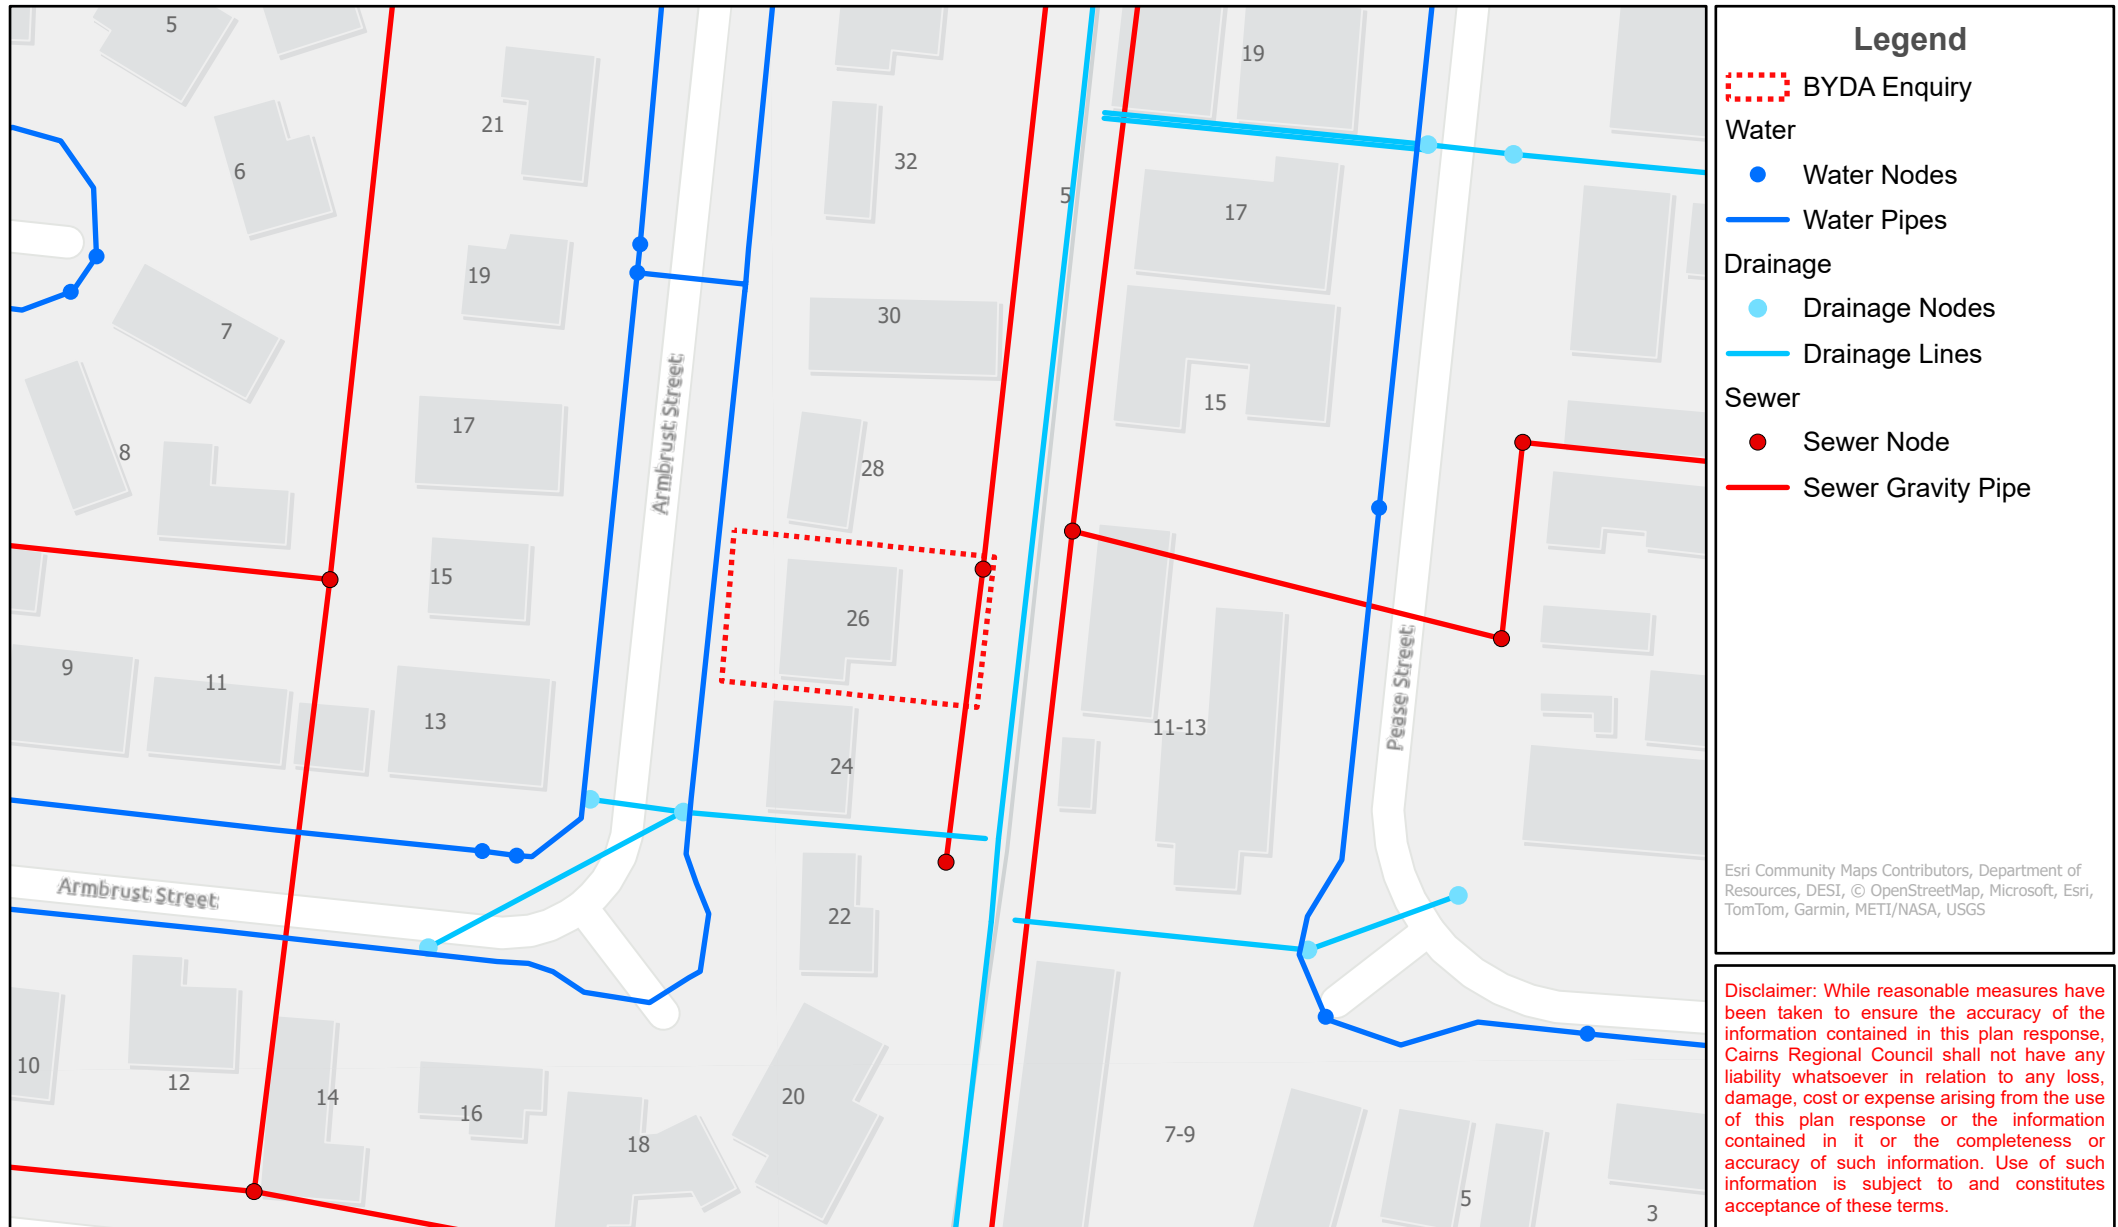 5
21
6
19
7
17
8
15
9
11
13
Armbrust Street
Armbrust Street
32
30
28
26
24
22
20
10
12
14
16
18
5
19
17
15
11-13
Pease Street
7-9
5
3
Legend
BYDA Enquiry
Water
Water Nodes
Water Pipes
Drainage
Drainage Nodes
Drainage Lines
Sewer
Sewer Node
Sewer Gravity Pipe
Esri Community Maps Contributors, Department of
Resources, DESI, © OpenStreetMap, Microsoft, Esri,
TomTom, Garmin, METI/NASA, USGS
Disclaimer: While reasonable measures have
been taken to ensure the accuracy of the
information contained in this plan response,
Cairns Regional Council shall not have any
liability whatsoever in relation to any loss,
damage, cost or expense arising from the use
of this plan response or the information
contained in it or the completeness or
accuracy of such information. Use of such
information is subject to and constitutes
acceptance of these terms.